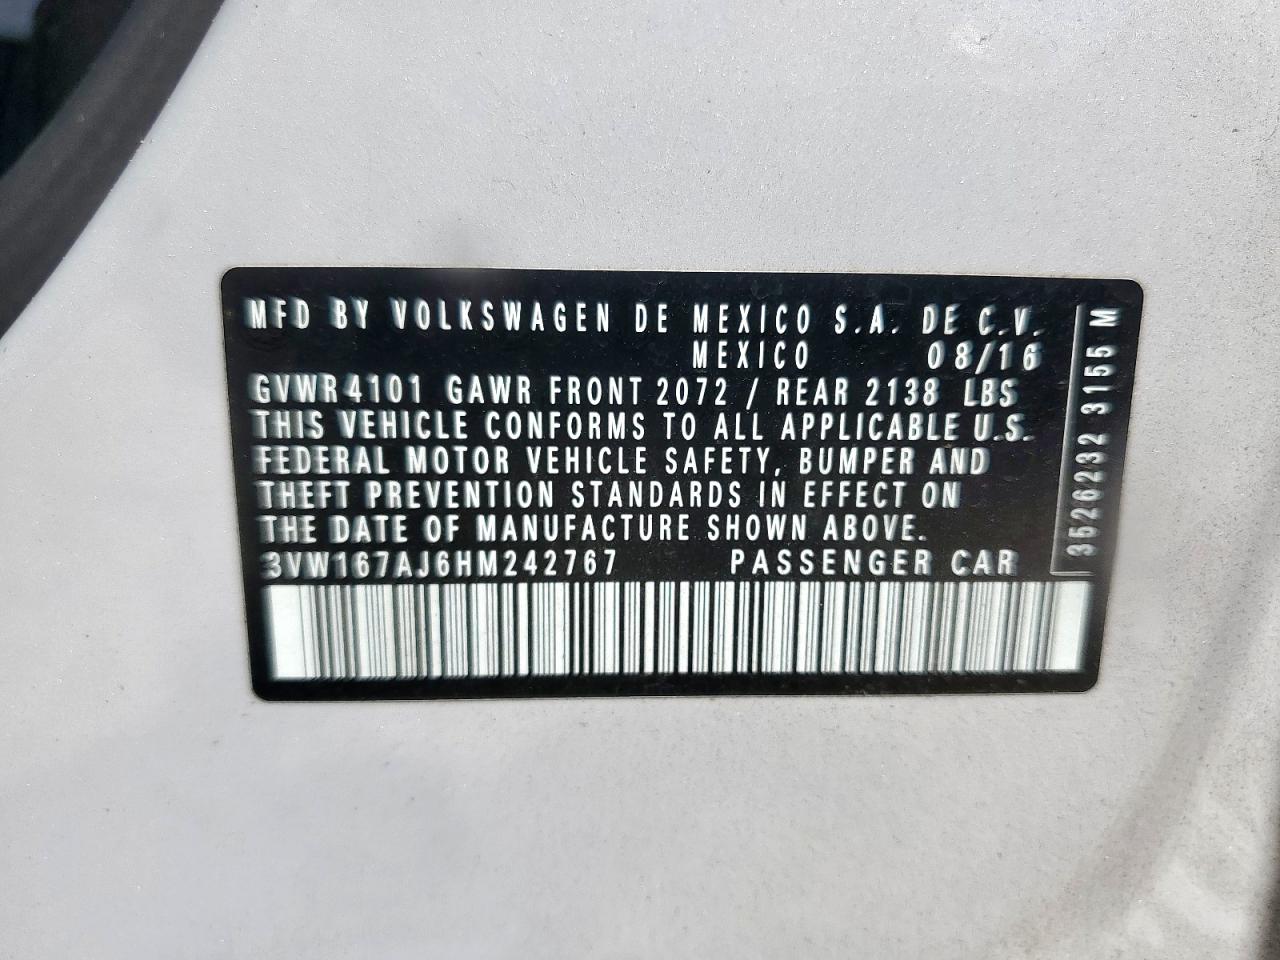 MFD BY VOLKSWAGEN DE MEXICO S.A. DE C.V.
MEXICO 08/16
GVWR 4101 GAWR FRONT 2072 / REAR 2138 LBS
THIS VEHICLE CONFORMS TO ALL APPLICABLE U.S.
FEDERAL MOTOR VEHICLE SAFETY, BUMPER AND
THEFT PREVENTION STANDARDS IN EFFECT ON
THE DATE OF MANUFACTURE SHOWN ABOVE.
3VW167AJ6HM242767 PASSENGER CAR
3526232 3155 M